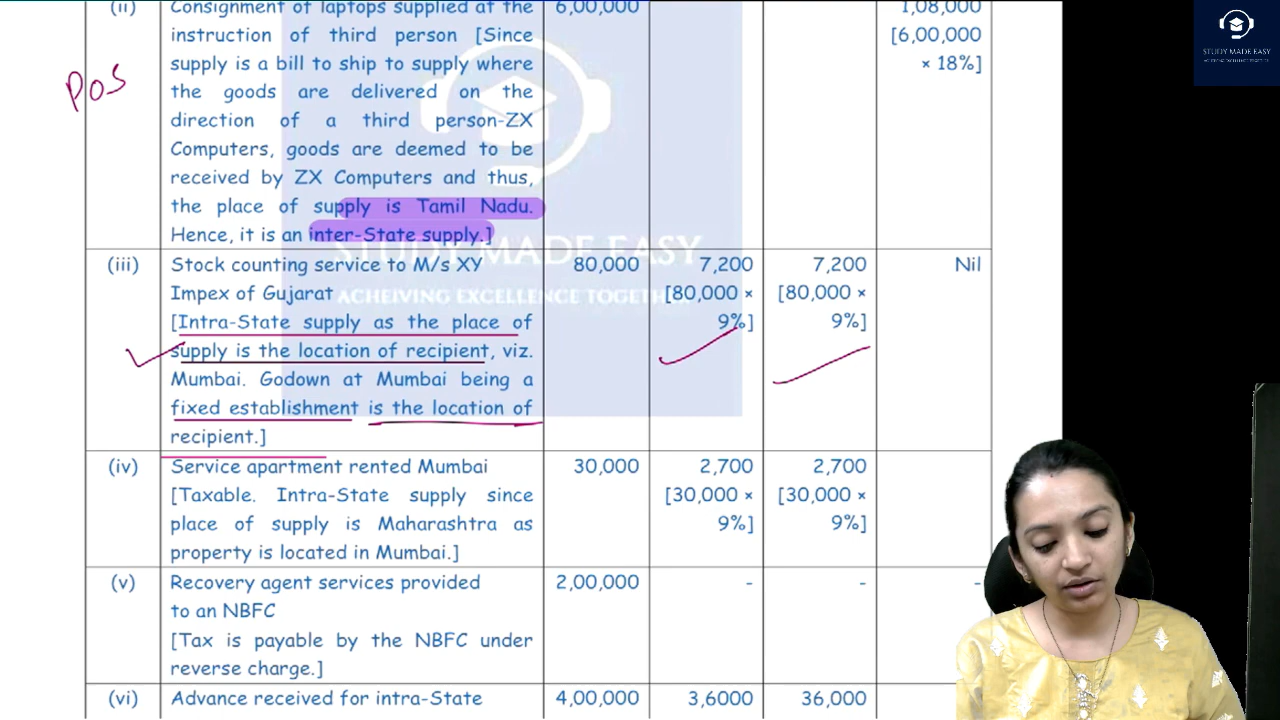 (ii) Consignment of laptops supplied at the 6,00,000 1,08,000
instruction of third person [Since [6,00,000
supply is a bill to ship to supply where × 18%]
the goods are delivered on the
direction of a third person-ZX
Computers, goods are deemed to be
received by ZX Computers and thus,
the place of supply is Tamil Nadu.
Hence, it is an inter-State supply.]
POS
(iii) Stock counting service to M/s XY 80,000 7,200 7,200 Nil
Impex of Gujarat [80,000 × [80,000 ×
[Intra-State supply as the place of 9%] 9%]
supply is the location of recipient, viz.
Mumbai. Godown at Mumbai being a
fixed establishment is the location of
recipient.]
(iv) Service apartment rented Mumbai 30,000 2,700 2,700
[Taxable. Intra-State supply since [30,000 × [30,000 ×
place of supply is Maharashtra as 9%] 9%]
property is located in Mumbai.]
(v) Recovery agent services provided 2,00,000 - - -
to an NBFC
[Tax is payable by the NBFC under
reverse charge.]
(vi) Advance received for intra-State 4,00,000 3,6000 36,000
STUDY MADE EASY
ACHEIVING EXCELLENCE TOGETHER
STUDY MADE EASY